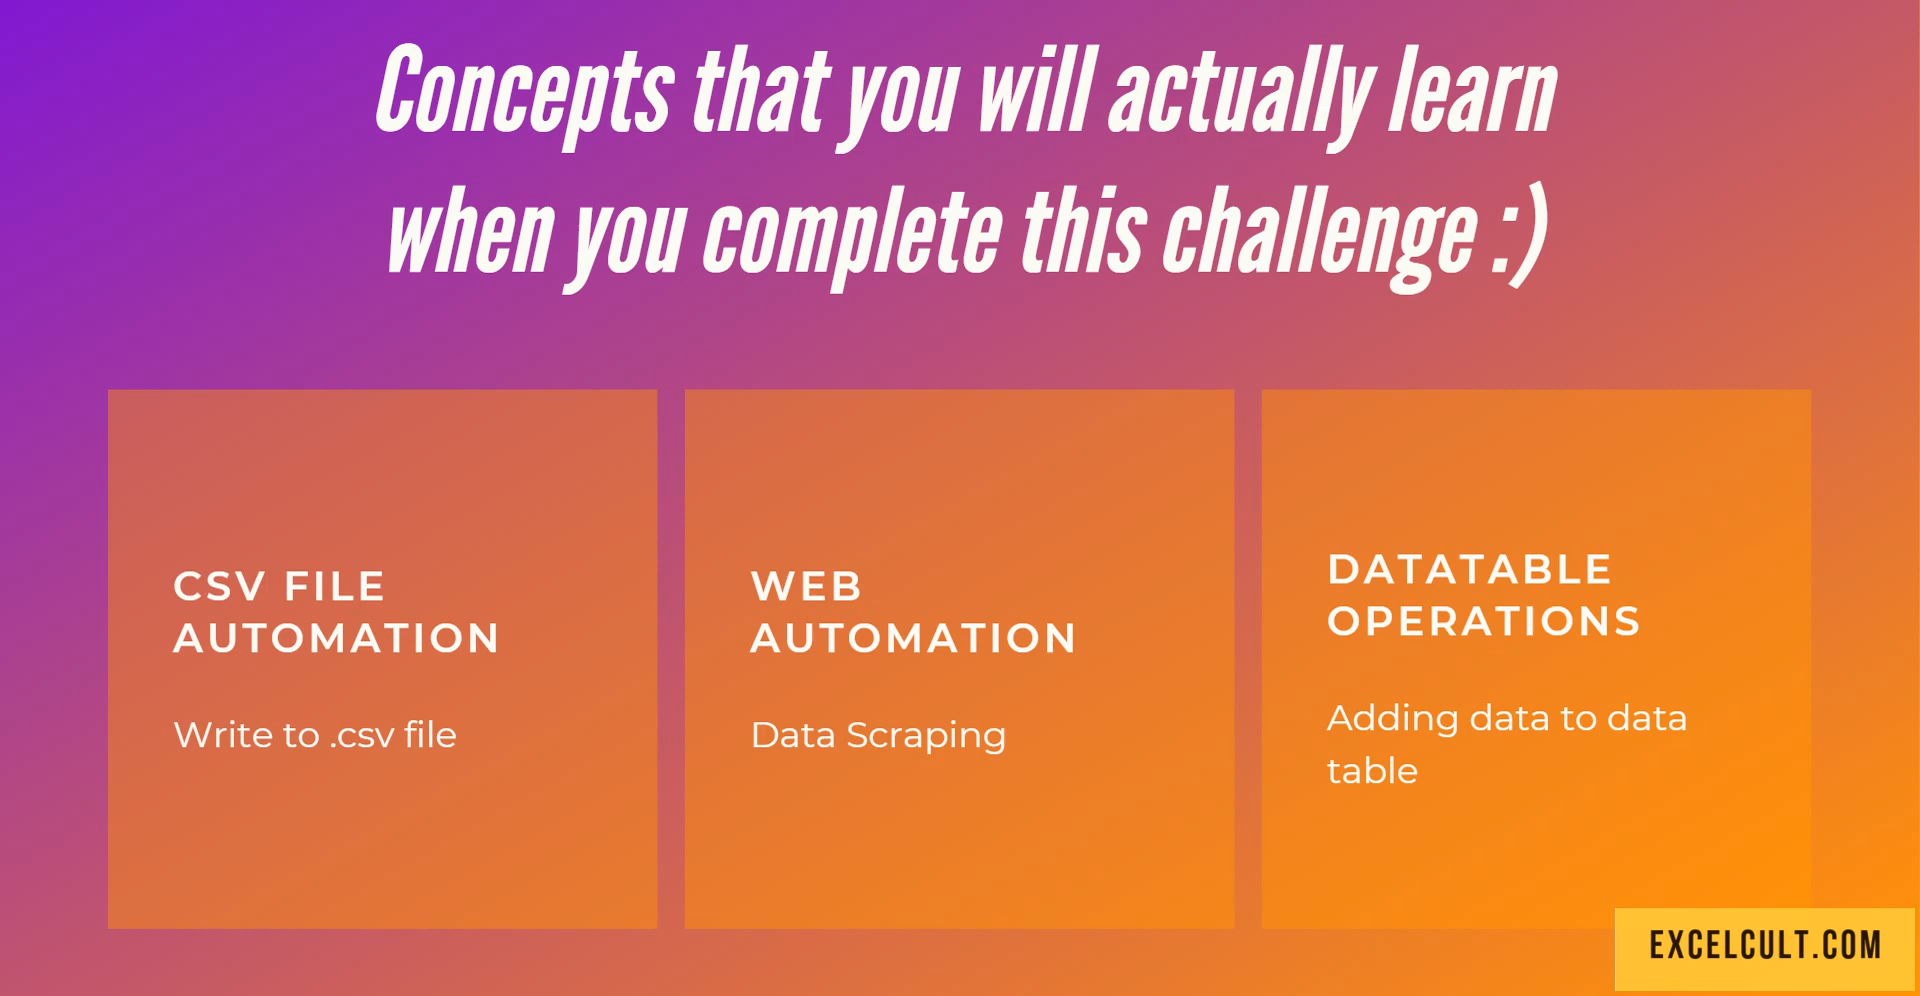 Concepts that you will actually learn
when you complete this challenge :)
CSV FILE
AUTOMATION
Write to .csv file
WEB
AUTOMATION
Data Scraping
DATATABLE
OPERATIONS
Adding data to data
table
EXCELCULT.COM